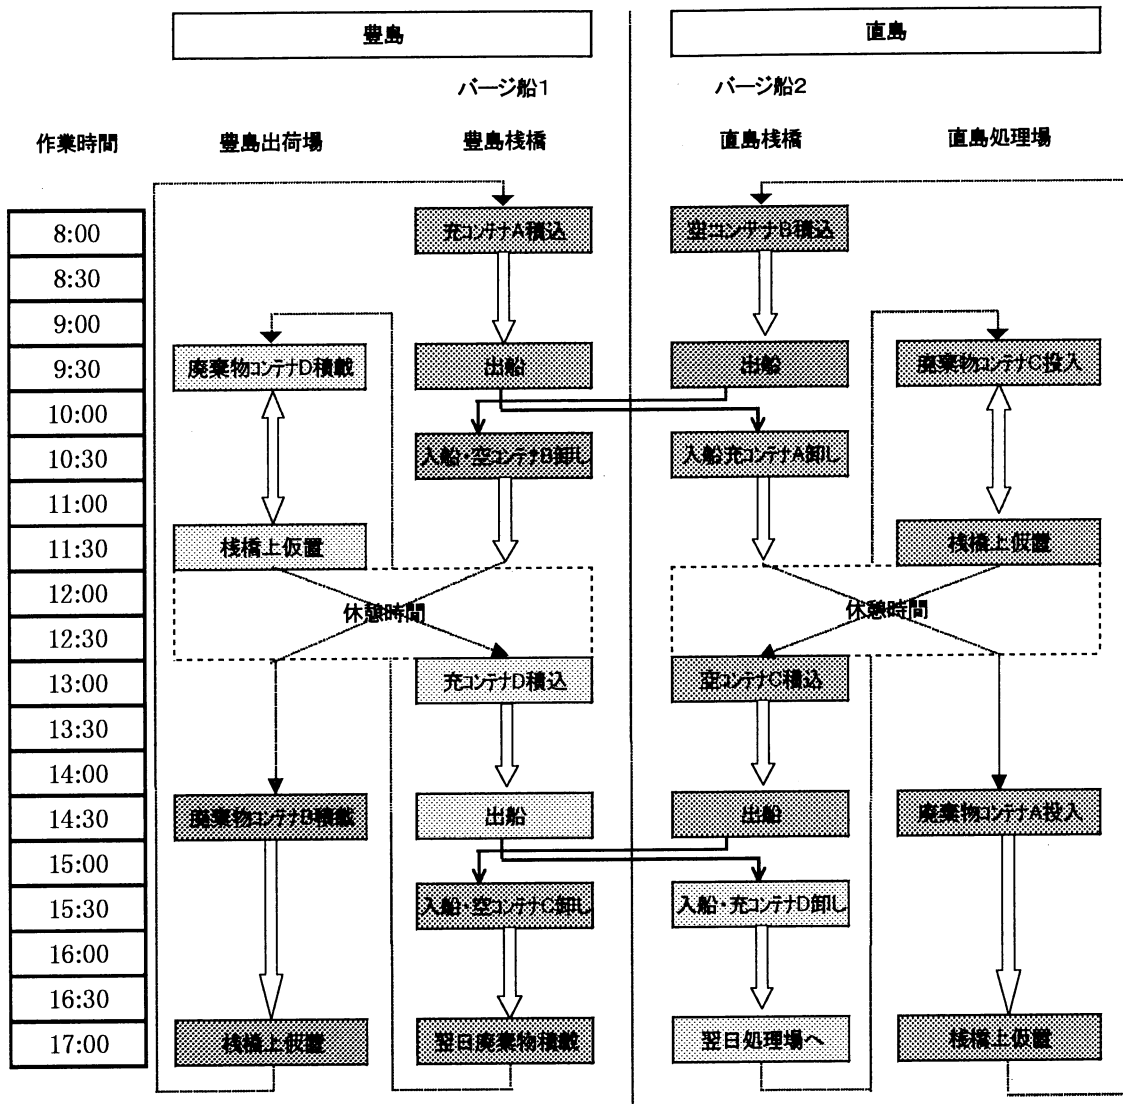 豊島
直島
バージ船1
バージ船2
作業時間
豊島出荷場
豊島桟橋
直島桟橋
直島処理場
8:00
充コンテナA積込
空コンテナB積込
8:30
9:00
9:30
廃棄物コンテナD積載
出船
出船
廃棄物コンテナC投入
10:00
10:30
入船・空コンテナB卸し
入船充コンテナA卸し
11:00
11:30
桟橋上仮置
桟橋上仮置
12:00
休憩時間
休憩時間
12:30
13:00
充コンテナD積込
空コンテナC積込
13:30
14:00
14:30
廃棄物コンテナB積載
出船
出船
廃棄物コンテナA投入
15:00
15:30
入船・空コンテナC卸し
入船・充コンテナD卸し
16:00
16:30
17:00
桟橋上仮置
翌日廃棄物積載
翌日処理場へ
桟橋上仮置